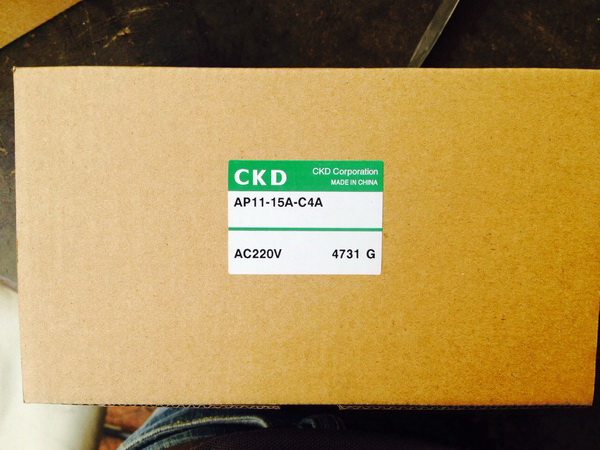 CKD CKD Corporation
MADE IN CHINA
AP11-15A-C4A
AC220V 4731 G